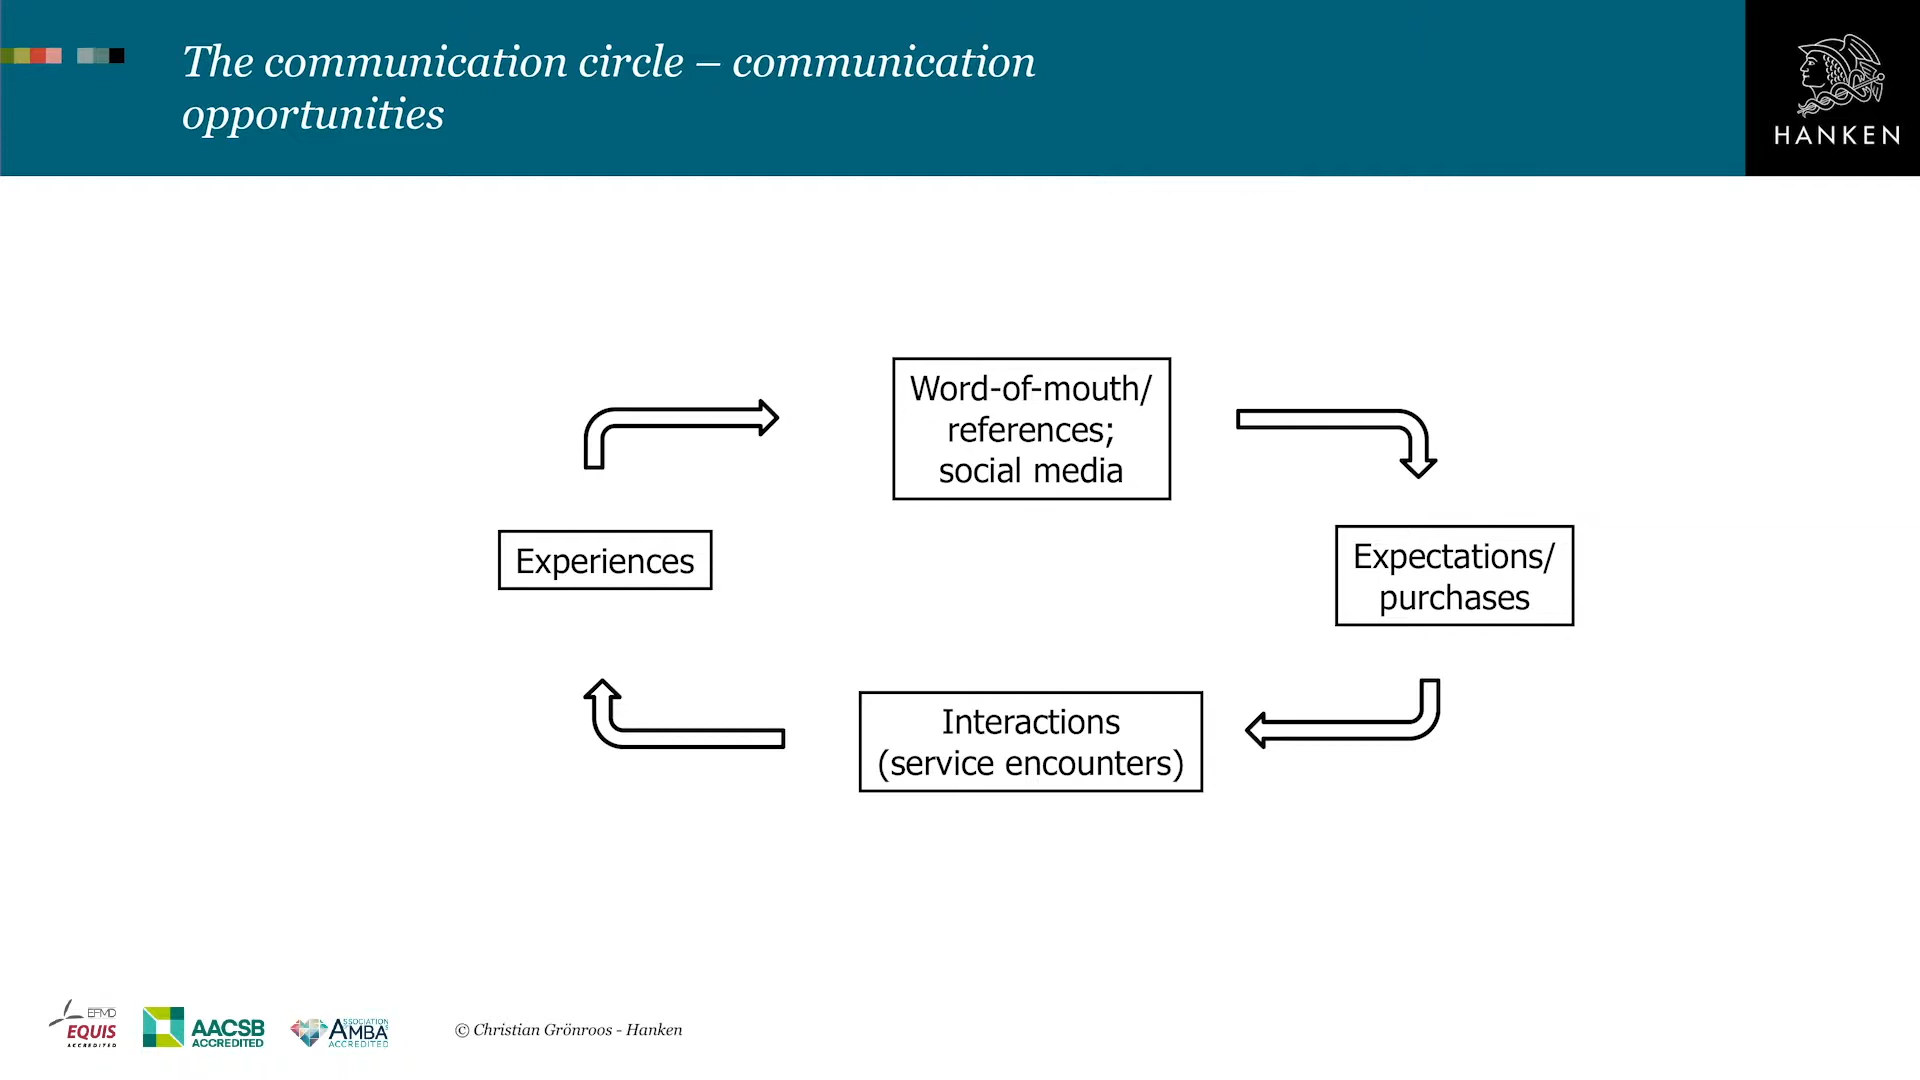 The communication circle – communication
opportunities
HANKEN
Word-of-mouth/
references;
social media
Experiences
Expectations/
purchases
Interactions
(service encounters)
EFMD
EQUIS
ACCREDITED
AACSB
ACCREDITED
ASSOCIATION
AMBA
ACCREDITED
© Christian Grönroos - Hanken